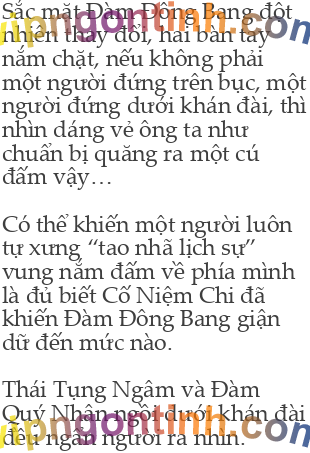 Sắc mặt Đàm Đông Bang đột
nhiên thay đổi, hai bàn tay
nắm chặt, nếu không phải
một người đứng trên bục, một
người đứng dưới khán đài, thì
nhìn dáng vẻ ông ta như
chuẩn bị quăng ra một cú
đấm vậy…
Có thể khiến một người luôn
tự xưng “tao nhã lịch sự”
vung nắm đấm về phía mình
là đủ biết Cố Niệm Chi đã
khiến Đàm Đông Bang giận
dữ đến mức nào.
Thái Tụng Ngâm và Đàm
Quý Nhân ngồi dưới khán đài
đều ngẩn người ra nhìn.
vipngontinh.com
vipngontinh.com